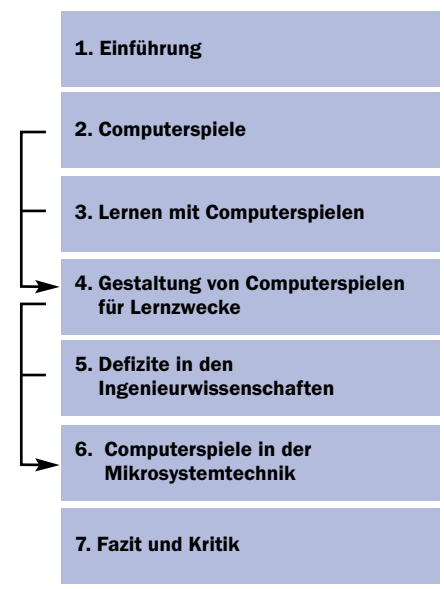 1. Einführung
2. Computerspiele
3. Lernen mit Computerspielen
4. Gestaltung von Computerspielen
für Lernzwecke
5. Defizite in den
Ingenieurwissenschaften
6. Computerspiele in der
Mikrosystemtechnik
7. Fazit und Kritik